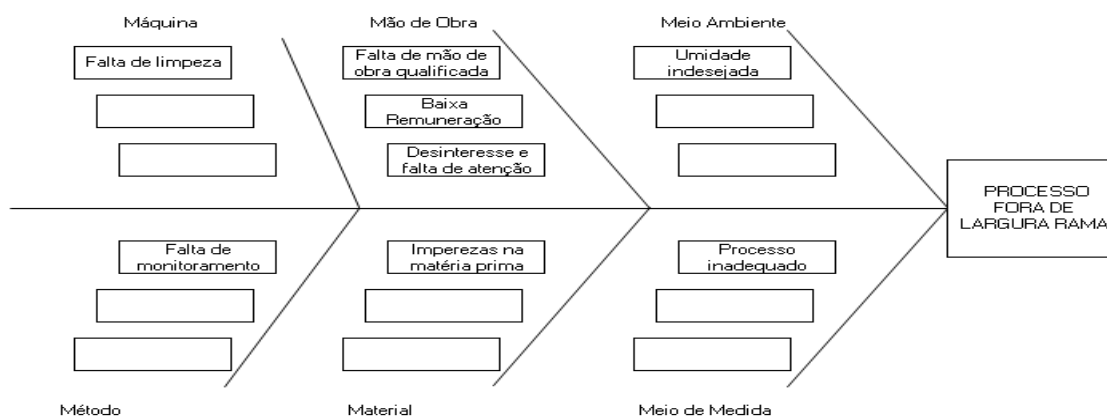 Máquina
Mão de Obra
Meio Ambiente
Falta de limpeza
Falta de mão de
obra qualificada
Umidade
indesejada
Baixa
Remuneração
Desinteresse e
falta de atenção
PROCESSO
FORA DE
LARGURA RAMA
Falta de
monitoramento
Imperezas na
matéria prima
Processo
inadequado
Método
Material
Meio de Medida